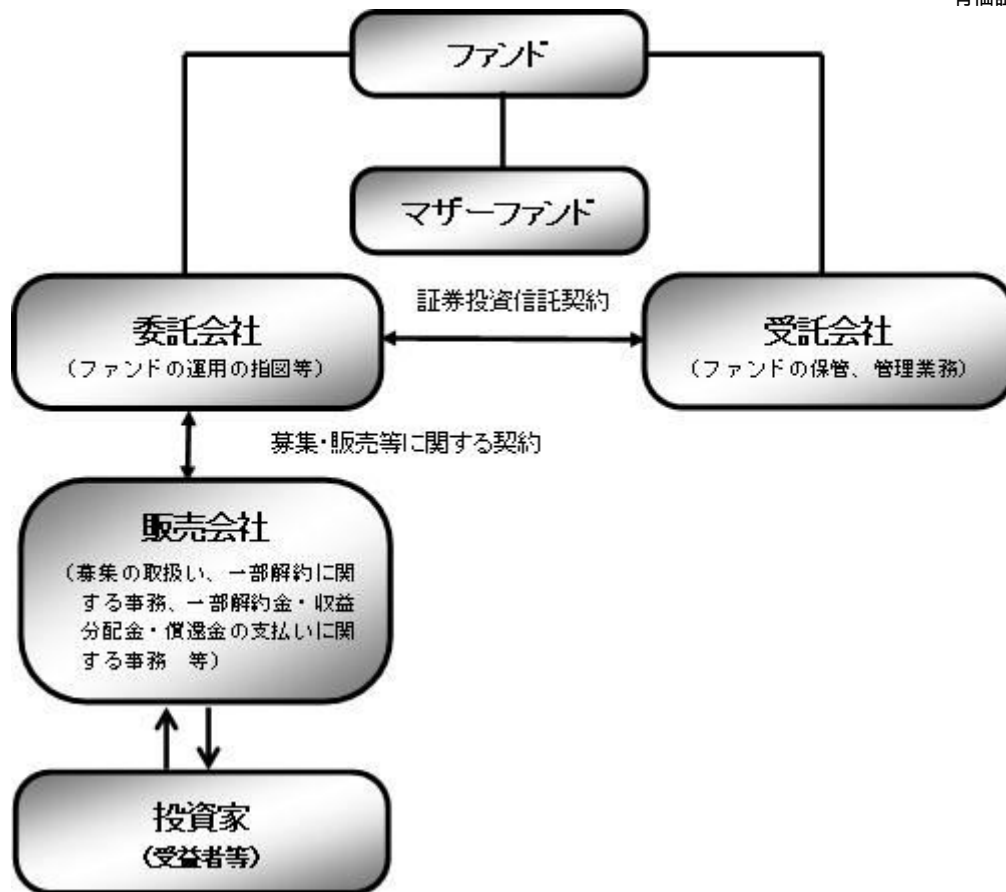 ファンド
マザーファンド
証券投資信託契約
委託会社
(ファンドの運用の指図等)
受託会社
(ファンドの保管、管理業務)
募集・販売等に関する契約
販売会社
(募集の取扱い、一部解約に関
する事務、一部解約金・収益
分配金・償還金の支払いに関
する事務　等)
投資家
(受益者等)